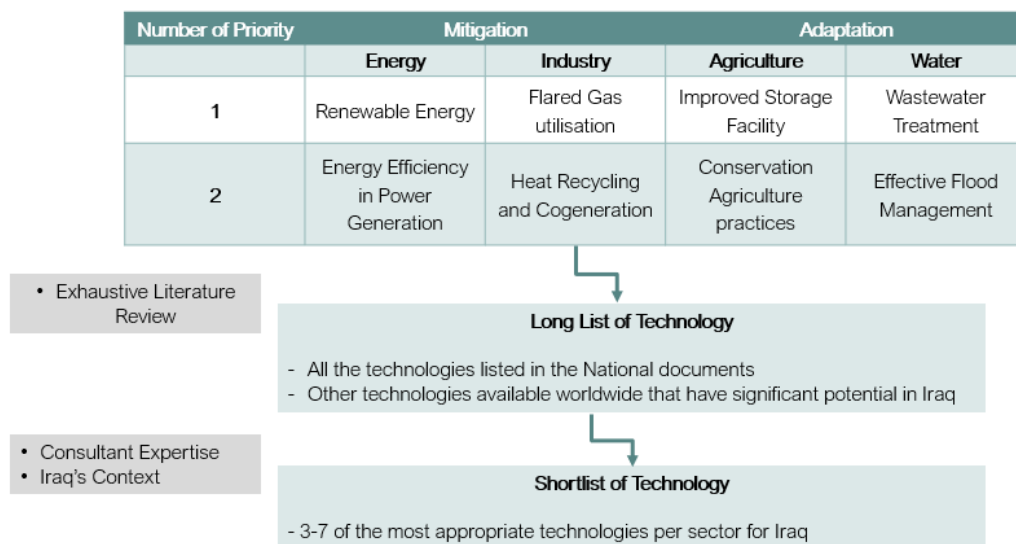 Number of Priority Mitigation Adaptation
Energy Industry Agriculture Water
1
Renewable Energy
Flared Gas
utilisation
Improved Storage
Facility
Wastewater
Treatment
2
Energy Efficiency
in Power
Generation
Heat Recycling
and Cogeneration
Conservation
Agriculture
practices
Effective Flood
Management
• Exhaustive Literature
Review
Long List of Technology
- All the technologies listed in the National documents
- Other technologies available worldwide that have significant potential in Iraq
• Consultant Expertise
• Iraq's Context
Shortlist of Technology
- 3-7 of the most appropriate technologies per sector for Iraq